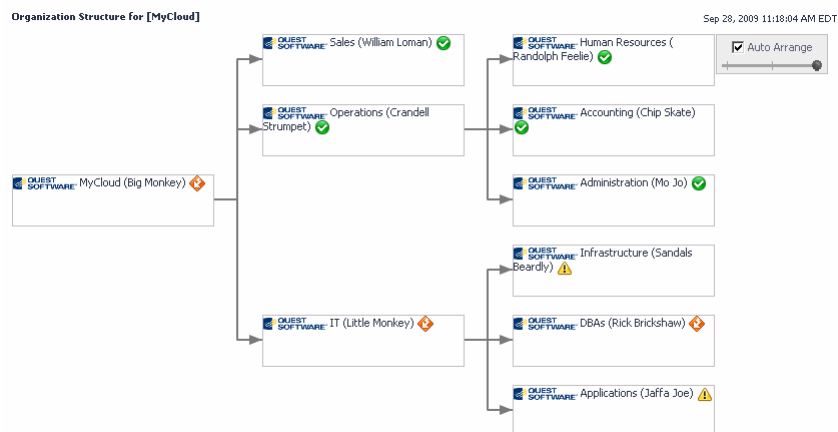 Organization Structure for [MyCloud]
Sep 28, 2009 11:18:04 AM EDT
Auto Arrange
QUEST SOFTWARE MyCloud (Big Monkey)
QUEST SOFTWARE Sales (William Loman)
QUEST SOFTWARE Operations (Crandell
Strumpet)
QUEST SOFTWARE IT (Little Monkey)
QUEST SOFTWARE Human Resources (
Randolph Feelie)
QUEST SOFTWARE Accounting (Chip Skate)
QUEST SOFTWARE Administration (Mo Jo)
QUEST SOFTWARE Infrastructure (Sandals
Beardly)
QUEST SOFTWARE DBAs (Rick Brickshaw)
QUEST SOFTWARE Applications (Jaffa Joe)